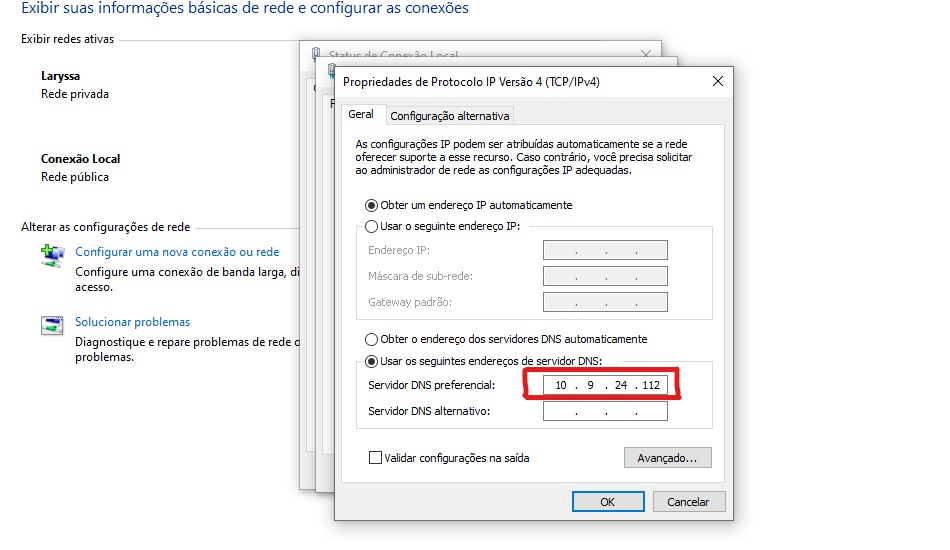 Exibir suas informações básicas de rede e configurar as conexões
Exibir redes ativas
Laryssa
Rede privada
Conexão Local
Rede pública
Alterar as configurações de rede
Configurar uma nova conexão ou rede
Configure uma conexão de banda larga, di
acesso.
Solucionar problemas
Diagnostique e repare problemas de rede o
problemas.
Status de Conexão Local
Propriedades de Protocolo IP Versão 4 (TCP/IPv4)
Geral
Configuração alternativa
As configurações IP podem ser atribuídas automaticamente se a rede
oferecer suporte a esse recurso. Caso contrário, você precisa solicitar
ao administrador de rede as configurações IP adequadas.
Obter um endereço IP automaticamente
Usar o seguinte endereço IP:
Endereço IP: . . .
Máscara de sub-rede: . . .
Gateway padrão: . . .
Obter o endereço dos servidores DNS automaticamente
Usar os seguintes endereços de servidor DNS:
Servidor DNS preferencial: 10 . 9 . 24 . 112
Servidor DNS alternativo: . . .
Validar configurações na saída
Avançado...
OK
Cancelar